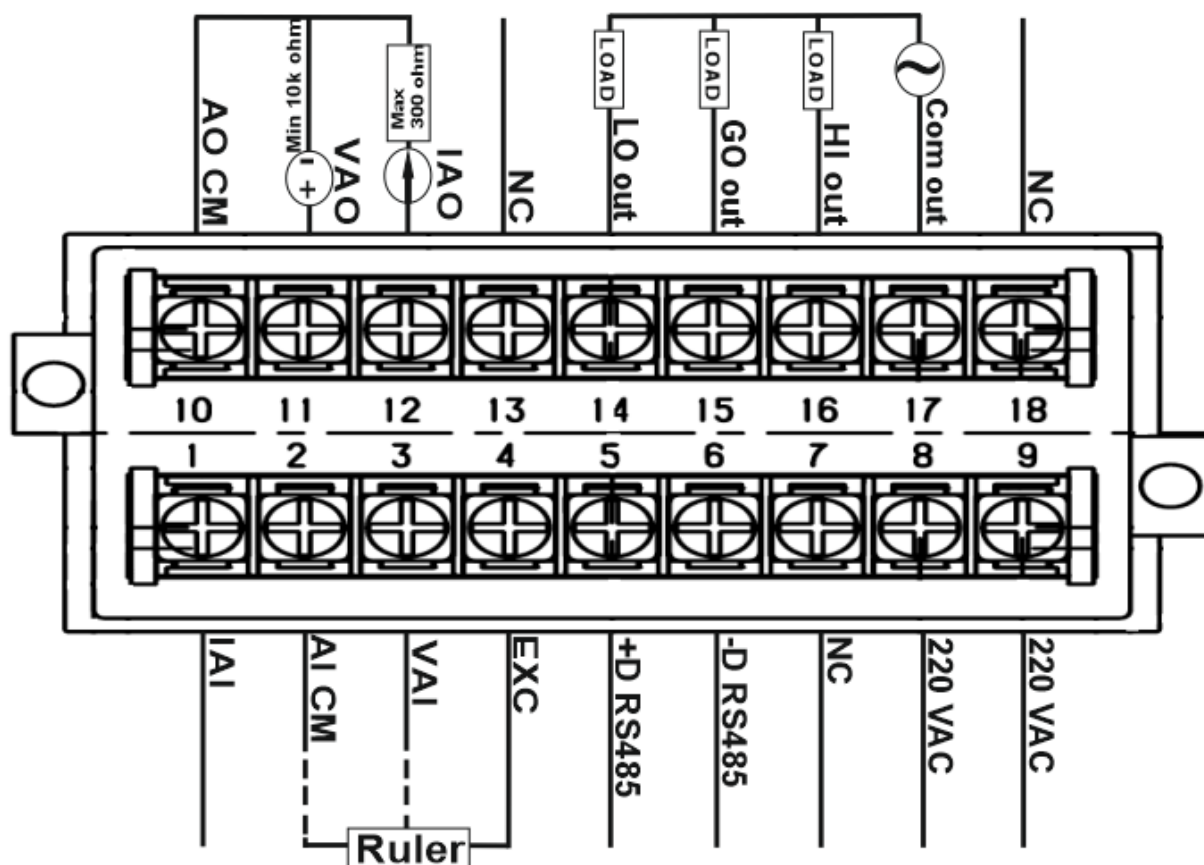 AO CM
Min 10k ohm
VAO
Max
300 ohm
IAO
NC
LOAD
LO out
LOAD
GO out
LOAD
HI out
Com out
NC
+
10 11 12 13 14 15 16 17 18
1 2 3 4 5 6 7 8 9
IAI
AI CM
VAI
EXC
+D RS485
-D RS485
NC
220 VAC
220 VAC
Ruler